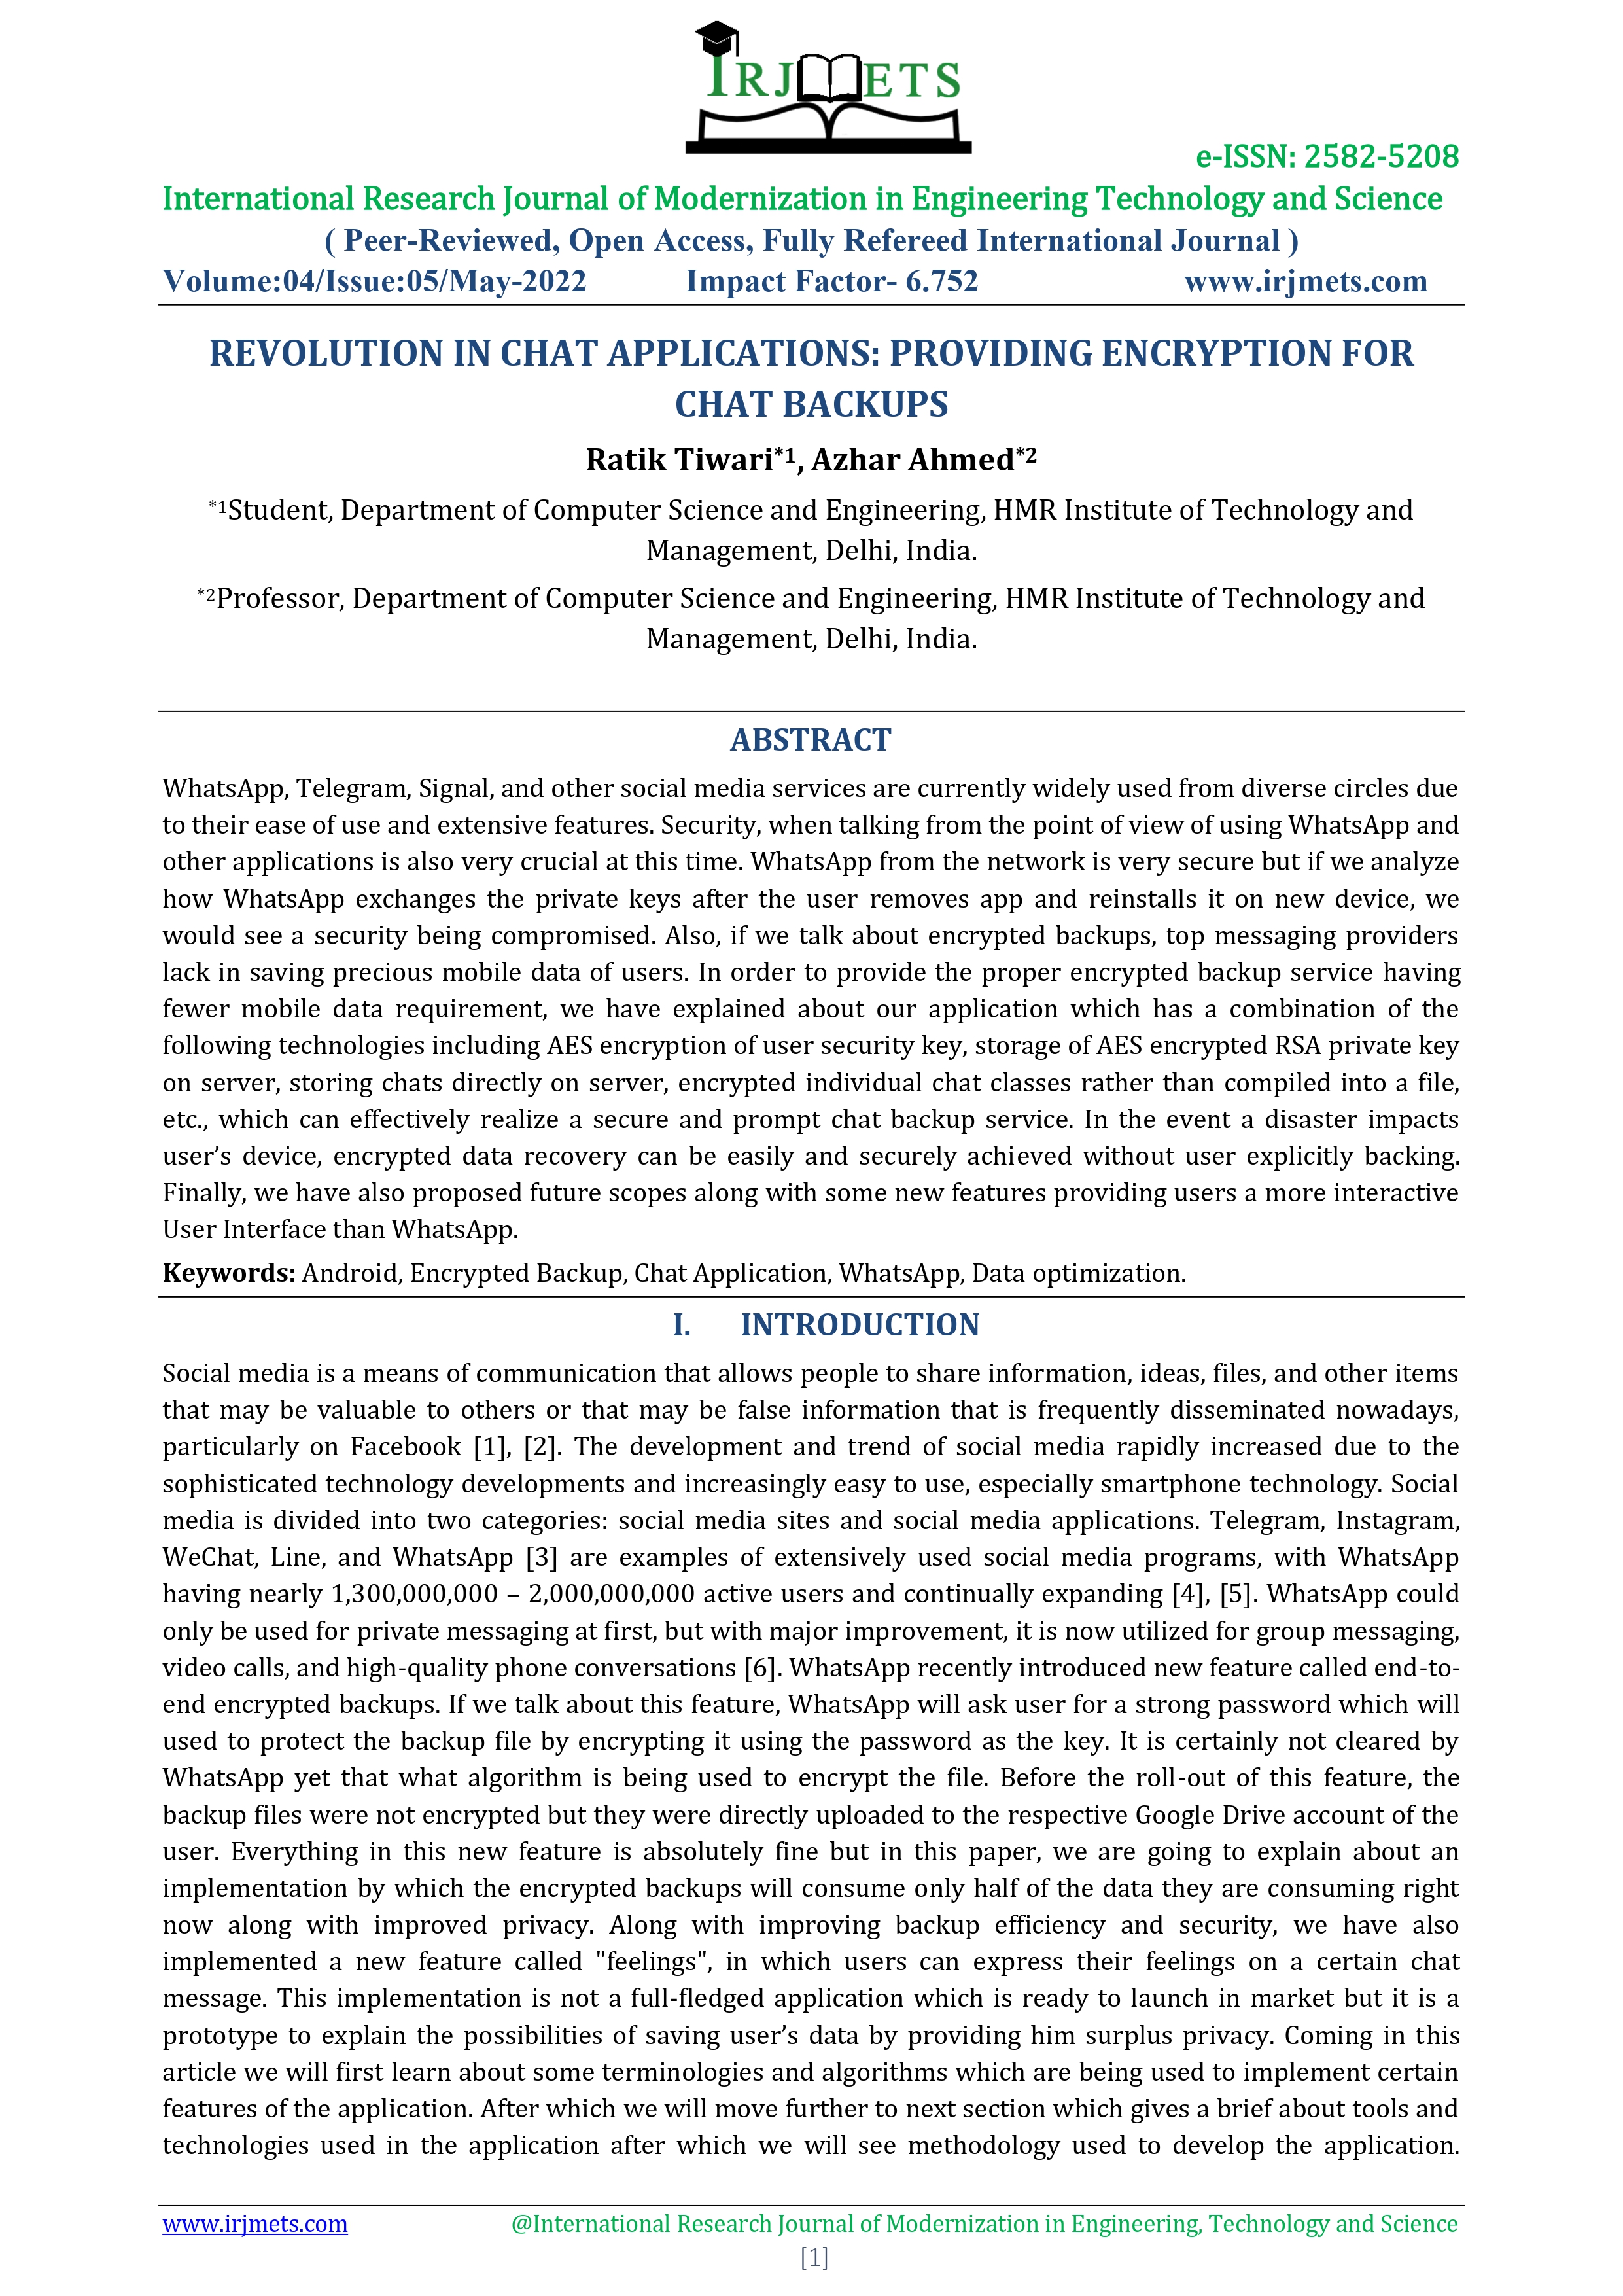 IRJMETS
e-ISSN: 2582-5208
International Research Journal of Modernization in Engineering Technology and Science
( Peer-Reviewed, Open Access, Fully Refereed International Journal )
Volume:04/Issue:05/May-2022 Impact Factor- 6.752 www.irjmets.com
REVOLUTION IN CHAT APPLICATIONS: PROVIDING ENCRYPTION FOR
CHAT BACKUPS
Ratik Tiwari*1, Azhar Ahmed*2
*1Student, Department of Computer Science and Engineering, HMR Institute of Technology and
Management, Delhi, India.
*2Professor, Department of Computer Science and Engineering, HMR Institute of Technology and
Management, Delhi, India.
ABSTRACT
WhatsApp, Telegram, Signal, and other social media services are currently widely used from diverse circles due
to their ease of use and extensive features. Security, when talking from the point of view of using WhatsApp and
other applications is also very crucial at this time. WhatsApp from the network is very secure but if we analyze
how WhatsApp exchanges the private keys after the user removes app and reinstalls it on new device, we
would see a security being compromised. Also, if we talk about encrypted backups, top messaging providers
lack in saving precious mobile data of users. In order to provide the proper encrypted backup service having
fewer mobile data requirement, we have explained about our application which has a combination of the
following technologies including AES encryption of user security key, storage of AES encrypted RSA private key
on server, storing chats directly on server, encrypted individual chat classes rather than compiled into a file,
etc., which can effectively realize a secure and prompt chat backup service. In the event a disaster impacts
user’s device, encrypted data recovery can be easily and securely achieved without user explicitly backing.
Finally, we have also proposed future scopes along with some new features providing users a more interactive
User Interface than WhatsApp.
Keywords: Android, Encrypted Backup, Chat Application, WhatsApp, Data optimization.
I. INTRODUCTION
Social media is a means of communication that allows people to share information, ideas, files, and other items
that may be valuable to others or that may be false information that is frequently disseminated nowadays,
particularly on Facebook [1], [2]. The development and trend of social media rapidly increased due to the
sophisticated technology developments and increasingly easy to use, especially smartphone technology. Social
media is divided into two categories: social media sites and social media applications. Telegram, Instagram,
WeChat, Line, and WhatsApp [3] are examples of extensively used social media programs, with WhatsApp
having nearly 1,300,000,000 – 2,000,000,000 active users and continually expanding [4], [5]. WhatsApp could
only be used for private messaging at first, but with major improvement, it is now utilized for group messaging,
video calls, and high-quality phone conversations [6]. WhatsApp recently introduced new feature called end-to-
end encrypted backups. If we talk about this feature, WhatsApp will ask user for a strong password which will
used to protect the backup file by encrypting it using the password as the key. It is certainly not cleared by
WhatsApp yet that what algorithm is being used to encrypt the file. Before the roll-out of this feature, the
backup files were not encrypted but they were directly uploaded to the respective Google Drive account of the
user. Everything in this new feature is absolutely fine but in this paper, we are going to explain about an
implementation by which the encrypted backups will consume only half of the data they are consuming right
now along with improved privacy. Along with improving backup efficiency and security, we have also
implemented a new feature called "feelings", in which users can express their feelings on a certain chat
message. This implementation is not a full-fledged application which is ready to launch in market but it is a
prototype to explain the possibilities of saving user’s data by providing him surplus privacy. Coming in this
article we will first learn about some terminologies and algorithms which are being used to implement certain
features of the application. After which we will move further to next section which gives a brief about tools and
technologies used in the application after which we will see methodology used to develop the application.
www.irjmets.com @International Research Journal of Modernization in Engineering, Technology and Science
[1]